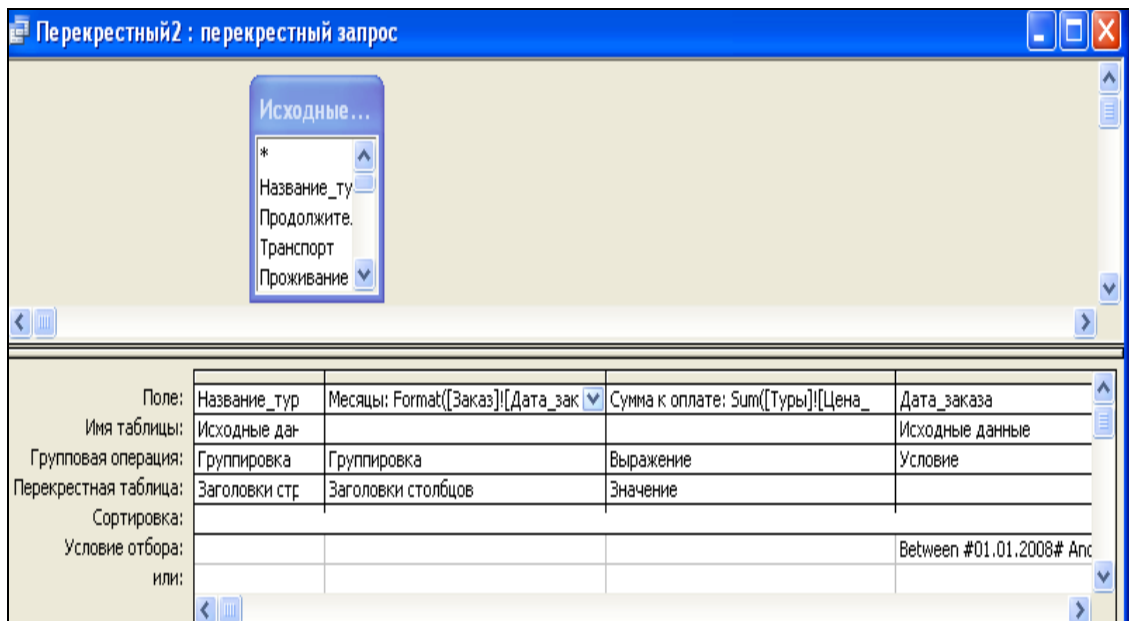 Перекрестный2 : перекрестный запрос
Исходные...
*
Название_ту
Продолжите.
Транспорт
Проживание
Поле: Название_тур Месяцы: Format([Заказ]![Дата_зак Сумма к оплате: Sum([Туры]![Цена_ Дата_заказа
Имя таблицы: Исходные дан Исходные данные
Групповая операция: Группировка Группировка Выражение Условие
Перекрестная таблица: Заголовки стр Заголовки столбцов Значение
Сортировка:
Условие отбора: Between #01.01.2008# And
или: